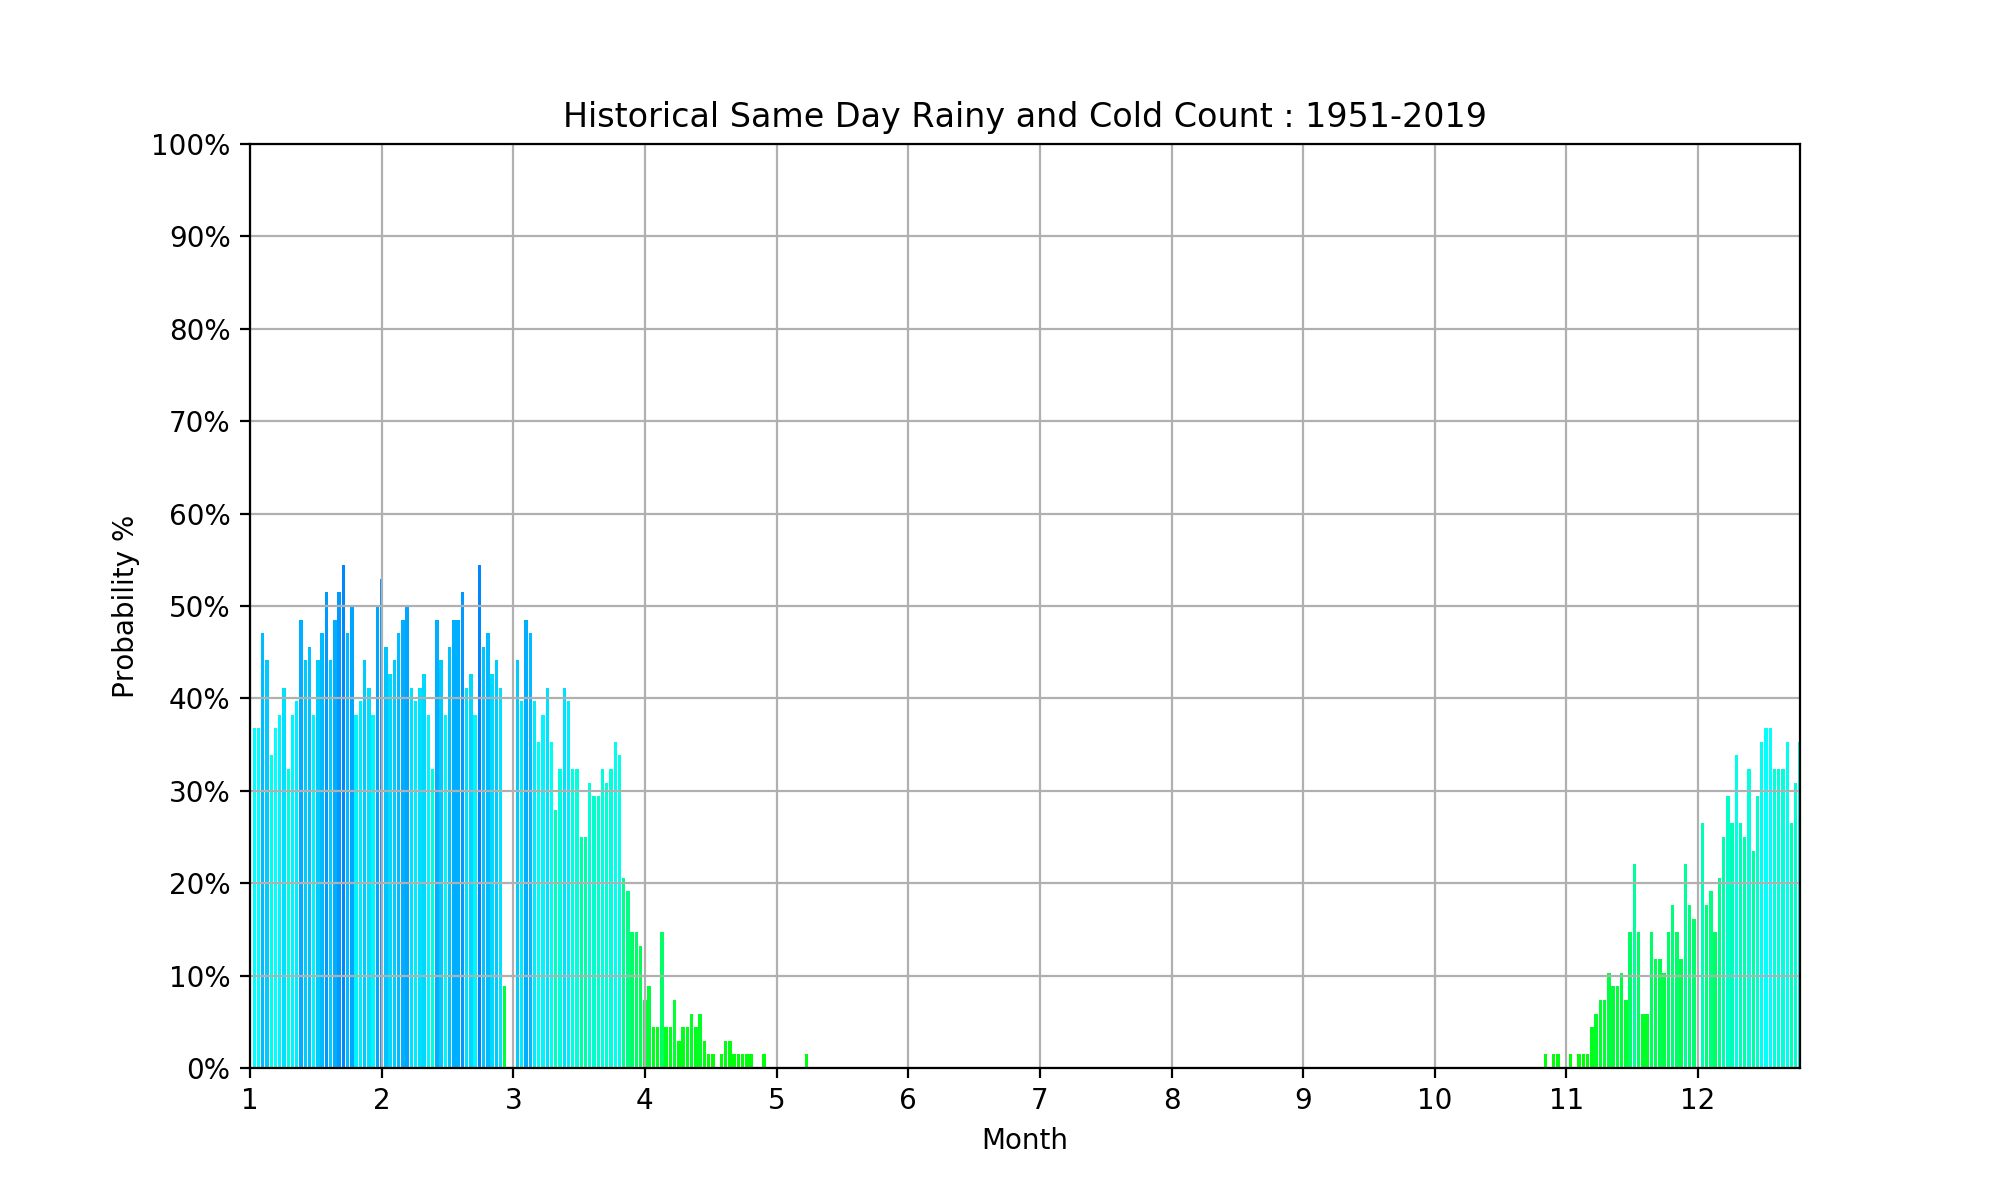 Historical Same Day Rainy and Cold Count : 1951-2019
100%
90%
80%
70%
60%
50%
40%
30%
20%
10%
0%
Probability %
1 2 3 4 5 6 7 8 9 10 11 12
Month